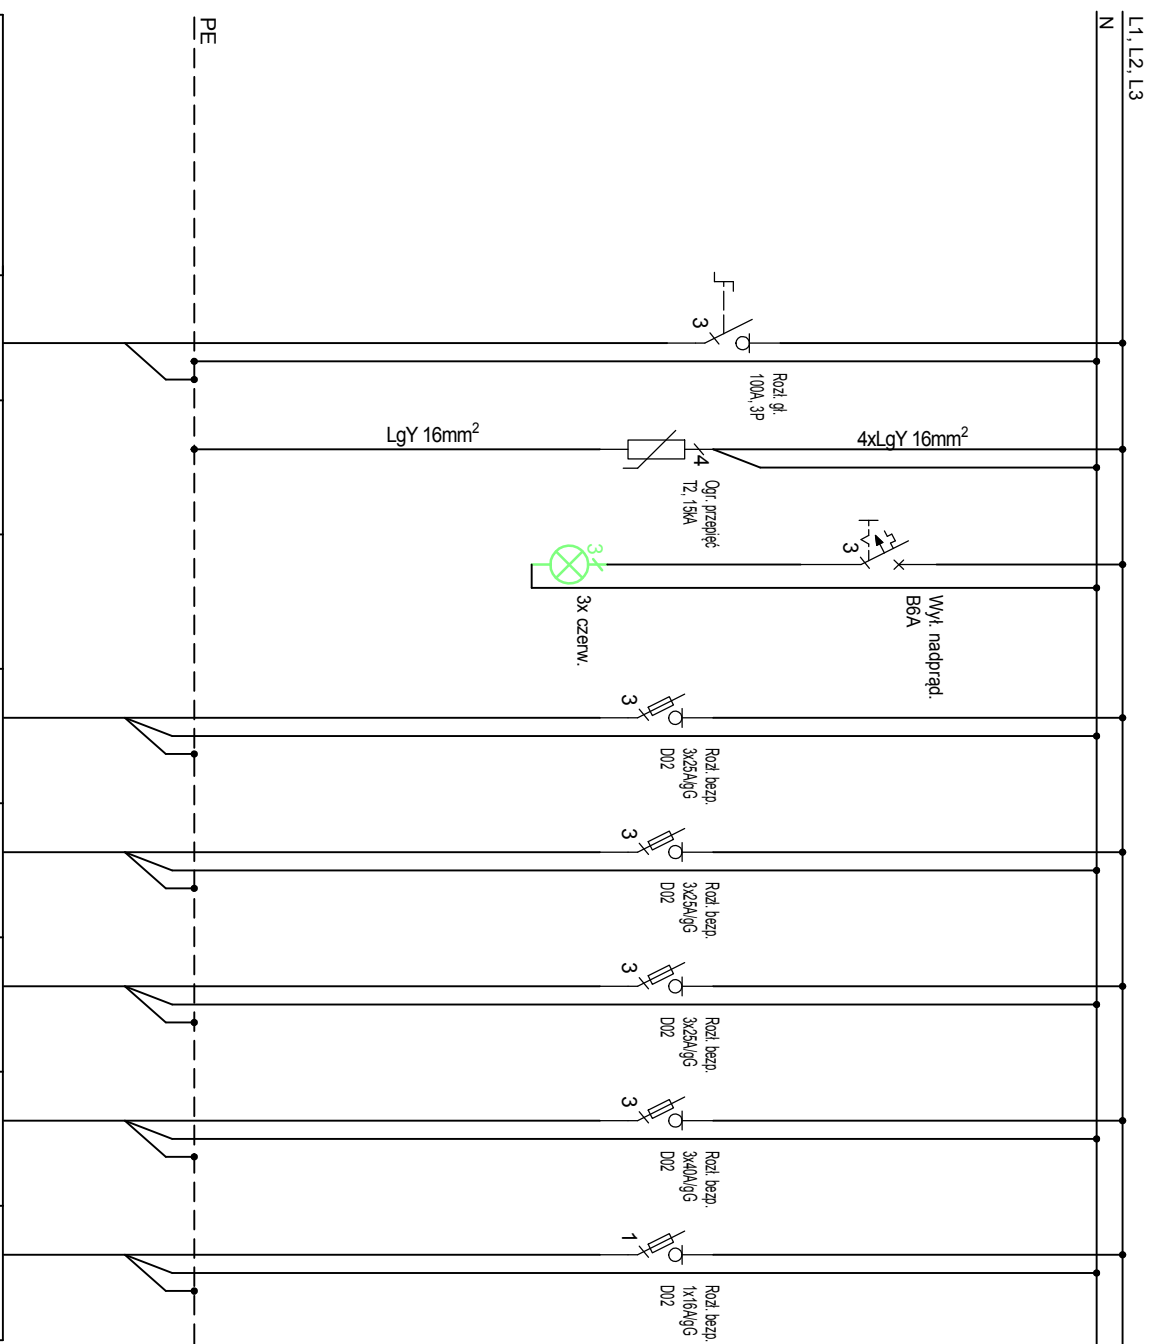 L1, L2, L3
N
PE
3
Rozł. gł.
100A, 3P
LgY 16mm²
4xLgY 16mm²
4
Ogr. przepięć
T2, 15kA
3
Wył. nadprąd.
B6A
3
3x czerw.
3
Rozł. bezp.
3x25A/gG
D02
3
Rozł. bezp.
3x25A/gG
D02
3
Rozł. bezp.
3x25A/gG
D02
3
Rozł. bezp.
3x40A/gG
D02
1
Rozł. bezp.
1x16A/gG
D02